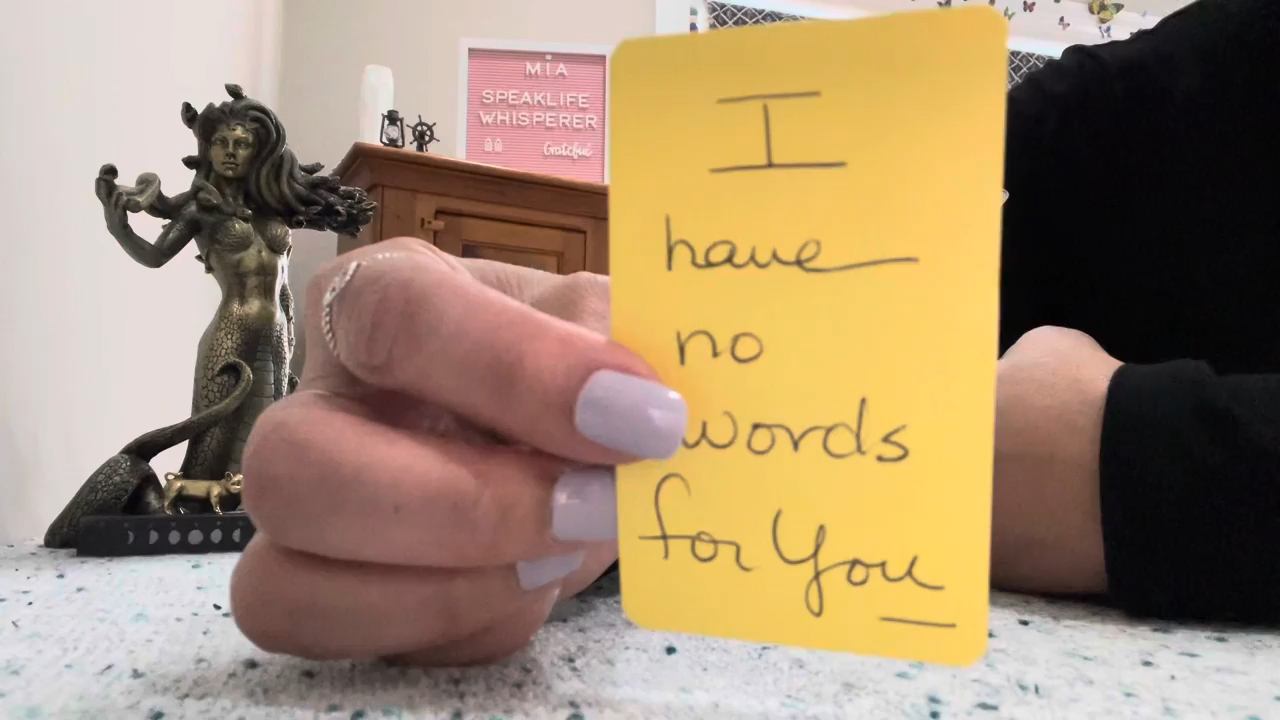 MIA
SPEAKLIFE
WHISPERER
Grateful
I
have
no
words
for You